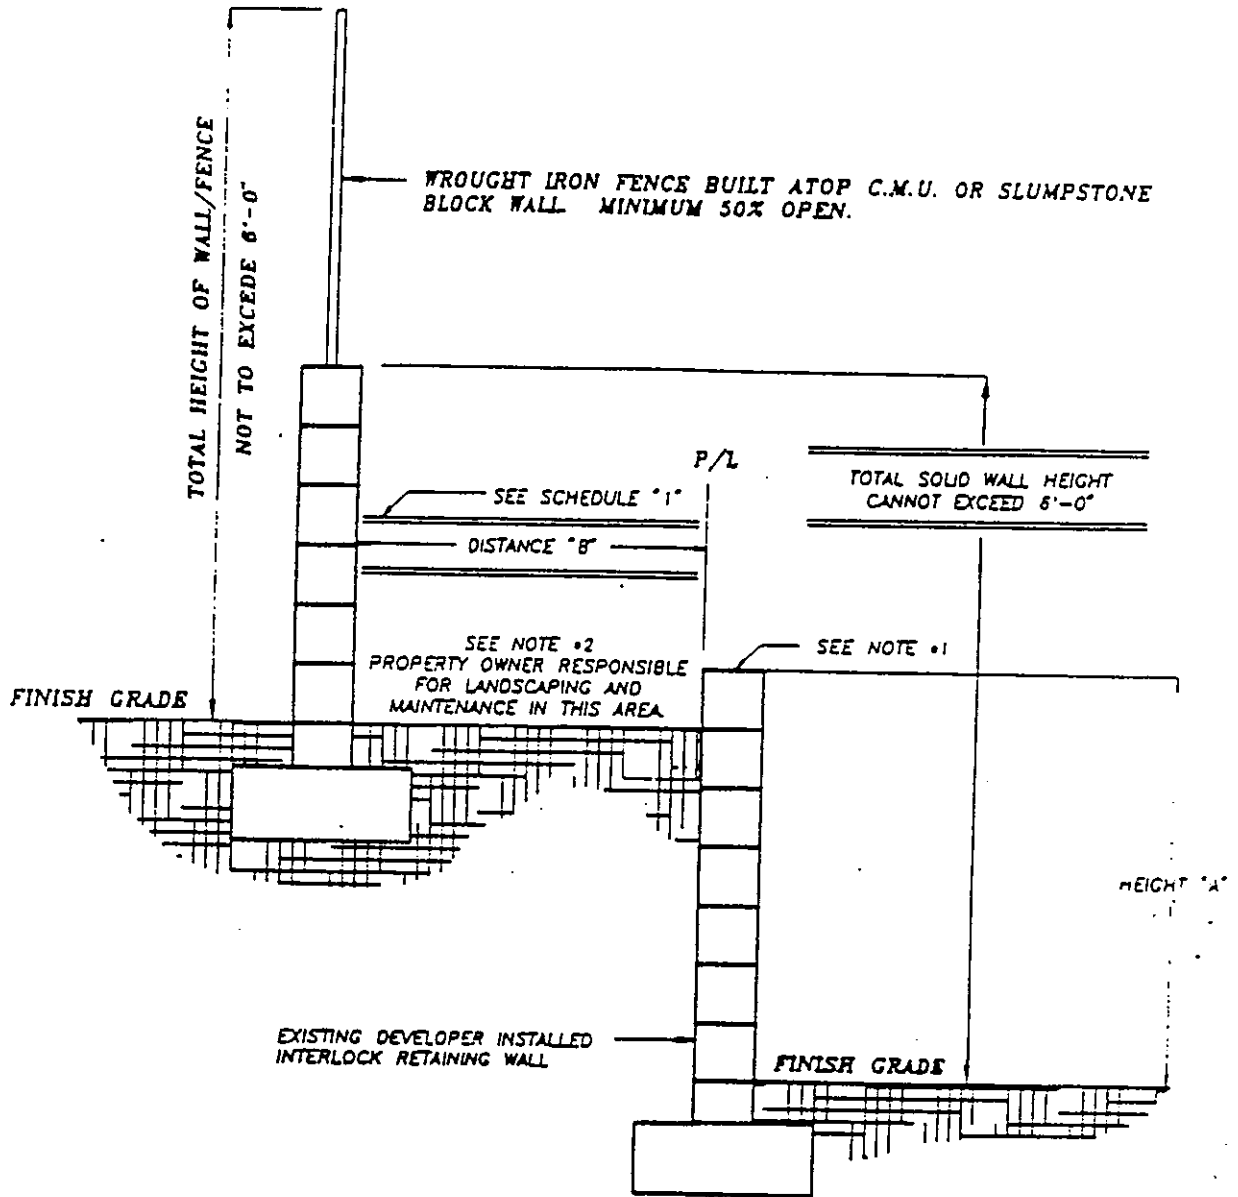 TOTAL HEIGHT OF WALL/FENCE
NOT TO EXCEDE 6'-0"
WROUGHT IRON FENCE BUILT ATOP C.M.U. OR SLUMPSTONE
BLOCK WALL. MINIMUM 50% OPEN.
P/L
TOTAL SOLID WALL HEIGHT
CANNOT EXCEED 6'-0"
SEE SCHEDULE "1"
DISTANCE "B"
SEE NOTE #2
PROPERTY OWNER RESPONSIBLE
FOR LANDSCAPING AND
MAINTENANCE IN THIS AREA
SEE NOTE #1
FINISH GRADE
HEIGHT "A"
EXISTING DEVELOPER INSTALLED
INTERLOCK RETAINING WALL
FINISH GRADE